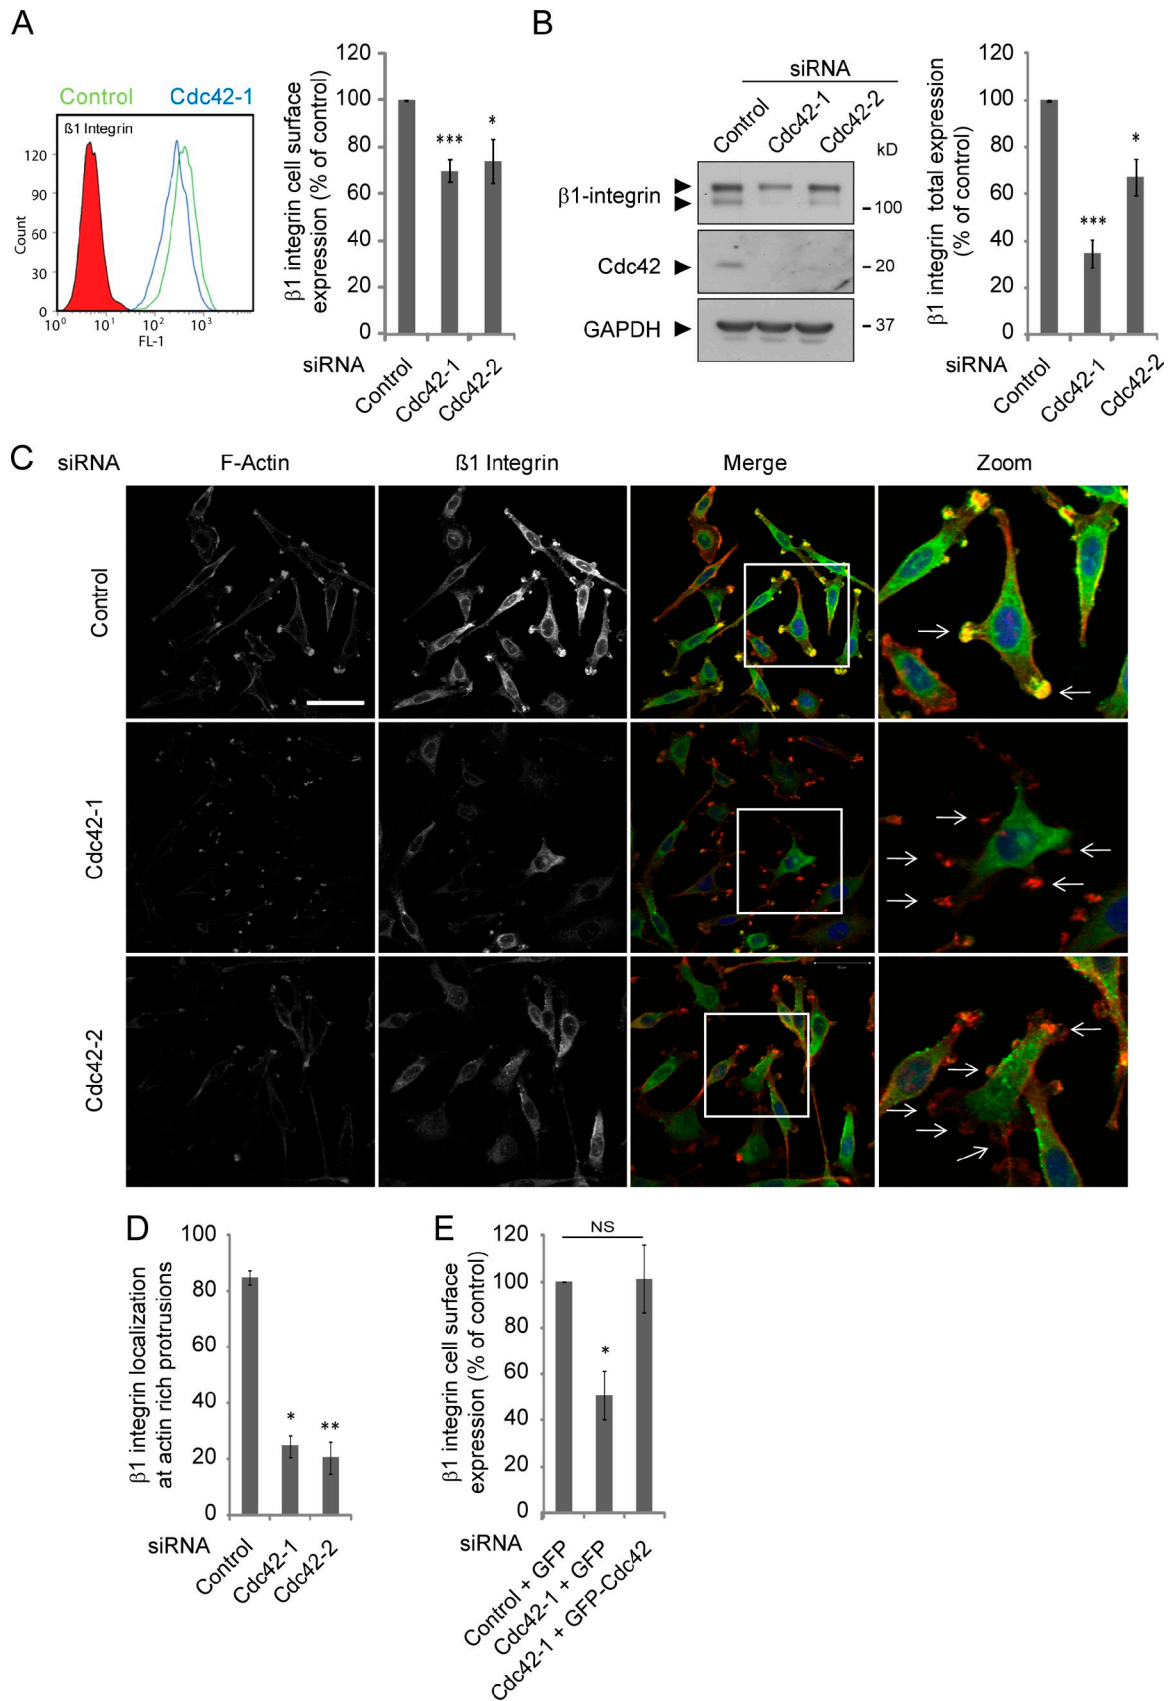 A
Control Cdc42-1
ß1 Integrin
120
90
60
30
0
Count
10⁰ 10¹ 10² 10³
FL-1
β1 integrin cell surface
expression (% of control)
120
100
80
60
40
20
0
***
*
siRNA
Control
Cdc42-1
Cdc42-2
B
siRNA
Control
Cdc42-1
Cdc42-2
kD
β1-integrin
100
Cdc42
20
GAPDH
37
β1 integrin total expression
(% of control)
120
100
80
60
40
20
0
***
*
siRNA
Control
Cdc42-1
Cdc42-2
C
siRNA F-Actin ß1 Integrin Merge Zoom
Control
Cdc42-1
Cdc42-2
D
β1 integrin localization
at actin rich protrusions
100
80
60
40
20
0
*
**
siRNA
Control
Cdc42-1
Cdc42-2
E
β1 integrin cell surface
expression (% of control)
120
100
80
60
40
20
0
NS
*
siRNA
Control + GFP
Cdc42-1 + GFP
Cdc42-1 + GFP-Cdc42